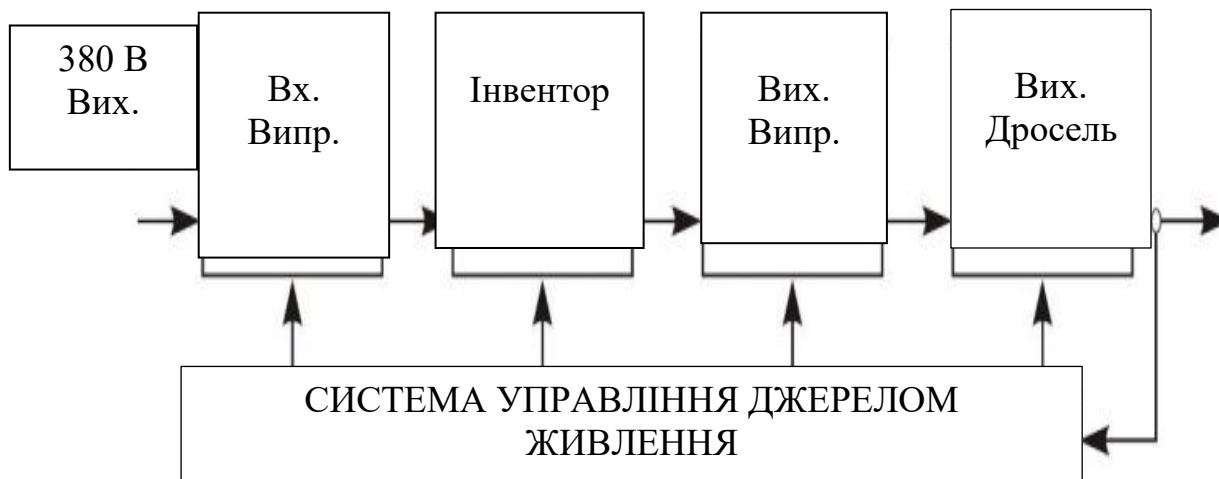 380 В
Вих.
Вх.
Випр.
Інвентор
Вих.
Випр.
Вих.
Дросель
СИСТЕМА УПРАВЛІННЯ ДЖЕРЕЛОМ
ЖИВЛЕННЯ